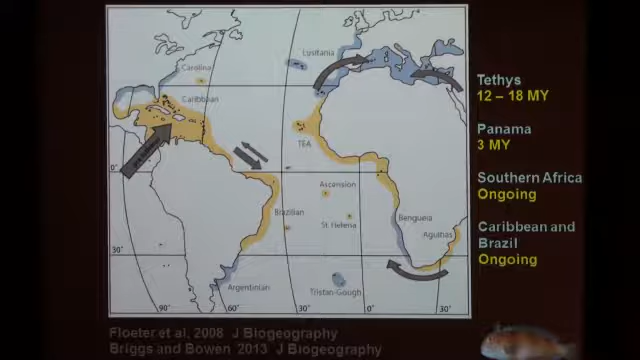 Lusitania
Carolina
Caribbean
TEA
0°
Ascension
Brazilian
St. Helena
Benguela
Agulhas
30°
Argentinian
Tristan-Gough
90°
60°
30°
0°
30°
Tethys
12 – 18 MY
Panama
3 MY
Southern Africa
Ongoing
Caribbean and
Brazil
Ongoing
Floeter et al. 2008 J Biogeography
Briggs and Bowen 2013 J Biogeography